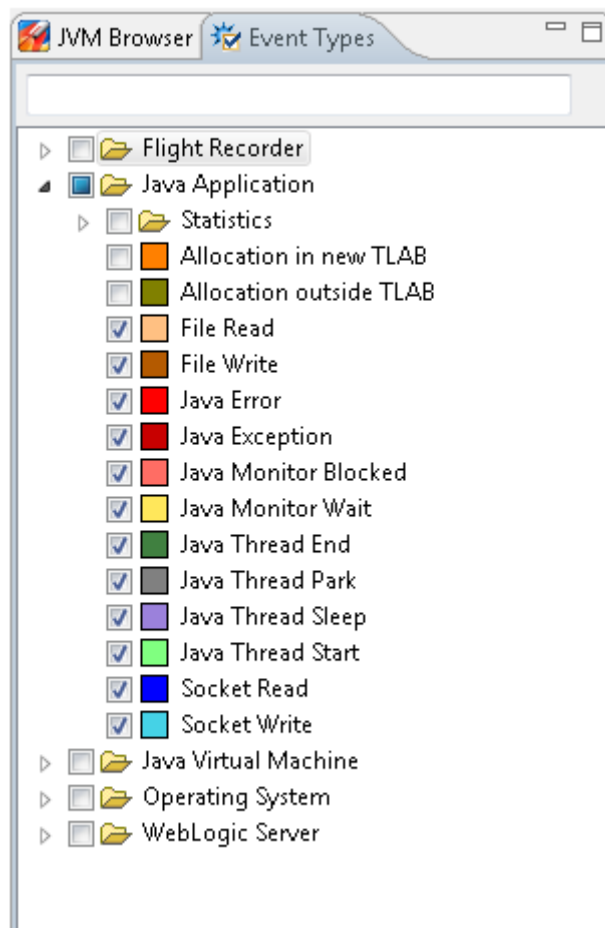 JVM Browser Event Types
Flight Recorder
Java Application
Statistics
Allocation in new TLAB
Allocation outside TLAB
File Read
File Write
Java Error
Java Exception
Java Monitor Blocked
Java Monitor Wait
Java Thread End
Java Thread Park
Java Thread Sleep
Java Thread Start
Socket Read
Socket Write
Java Virtual Machine
Operating System
WebLogic Server